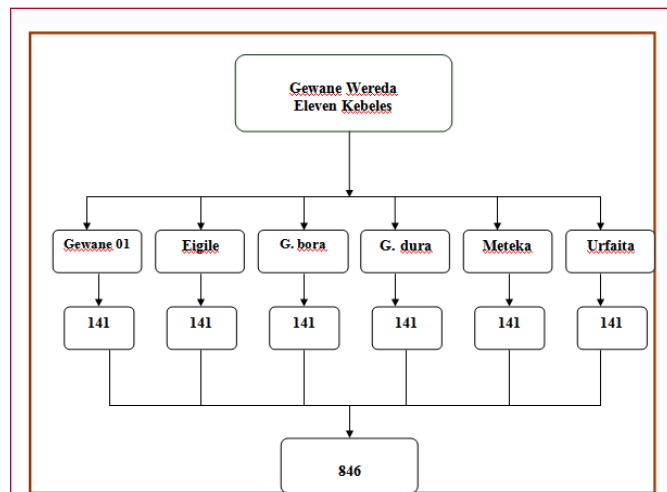 Gewane Wereda
Eleven Kebeles
Gewane 01
Eigile
G. bora
G. dura
Meteka
Urfaita
141
141
141
141
141
141
846